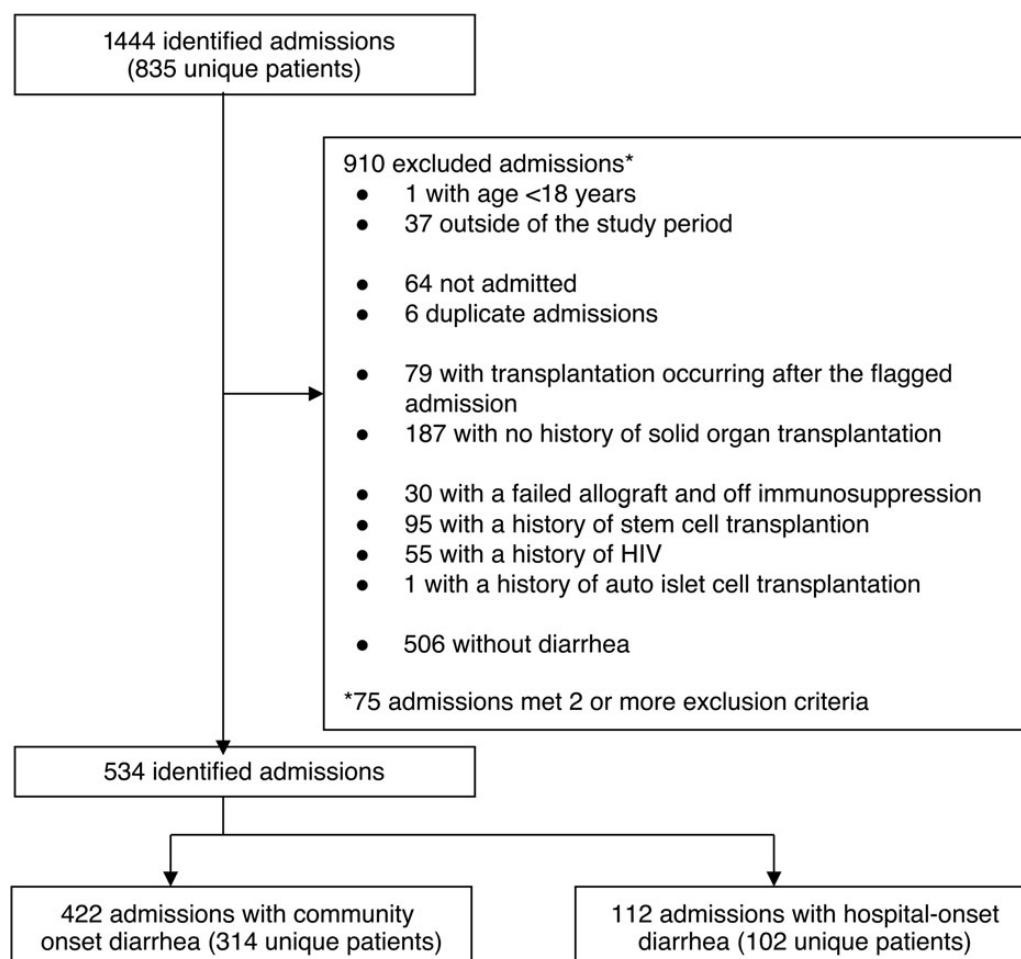 1444 identified admissions
(835 unique patients)
910 excluded admissions*
● 1 with age <18 years
● 37 outside of the study period
● 64 not admitted
● 6 duplicate admissions
● 79 with transplantation occurring after the flagged
admission
● 187 with no history of solid organ transplantation
● 30 with a failed allograft and off immunosuppression
● 95 with a history of stem cell transplantion
● 55 with a history of HIV
● 1 with a history of auto islet cell transplantation
● 506 without diarrhea
*75 admissions met 2 or more exclusion criteria
534 identified admissions
422 admissions with community
onset diarrhea (314 unique patients)
112 admissions with hospital-onset
diarrhea (102 unique patients)